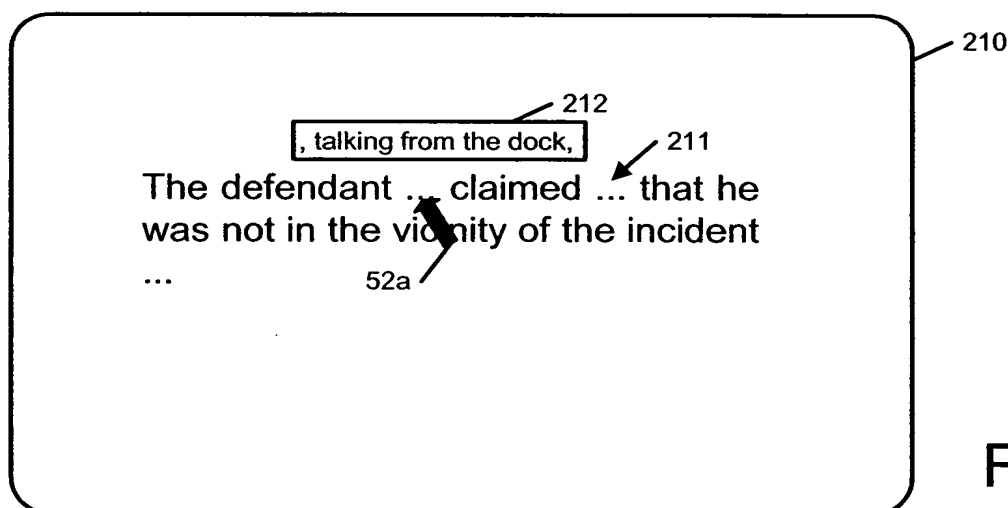 210
212
, talking from the dock,
211
The defendant ... claimed ... that he
was not in the vicinity of the incident
...
52a
F